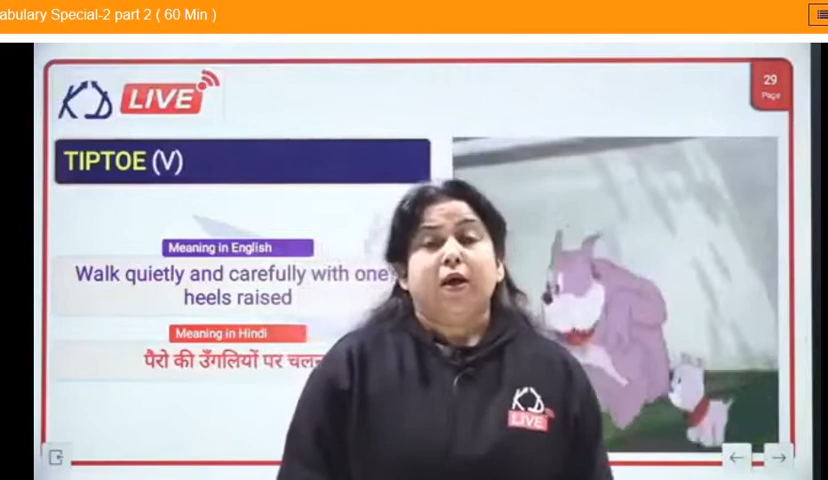 abulary Special-2 part 2 ( 60 Min )
KD LIVE
29
Page
TIPTOE (V)
Meaning in English
Walk quietly and carefully with one
heels raised
Meaning in Hindi
पैरो की उँगलियों पर
KD
LIVE